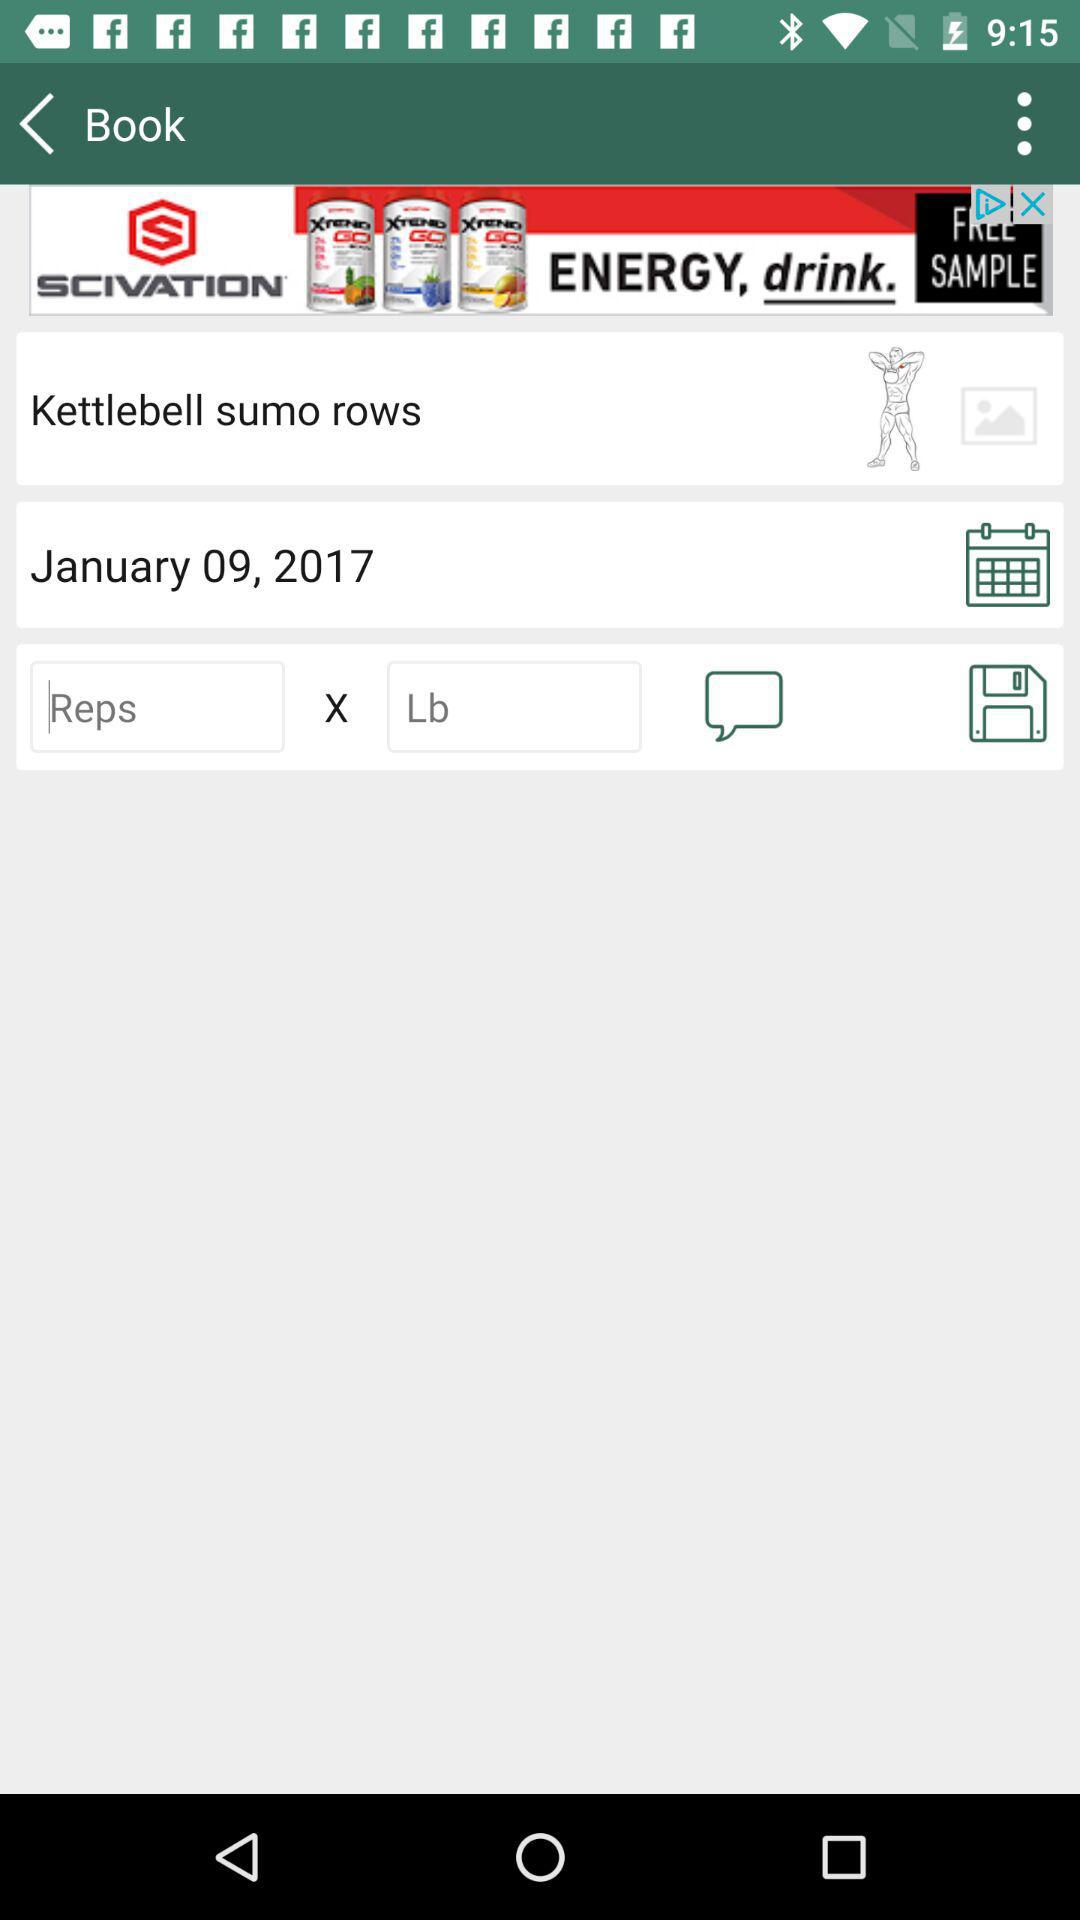 9:15
Book
SCIVATION
XTEND GO XTEND GO XTEND GO
ENERGY, drink.
FREE
SAMPLE
Kettlebell sumo rows
January 09, 2017
Reps X Lb